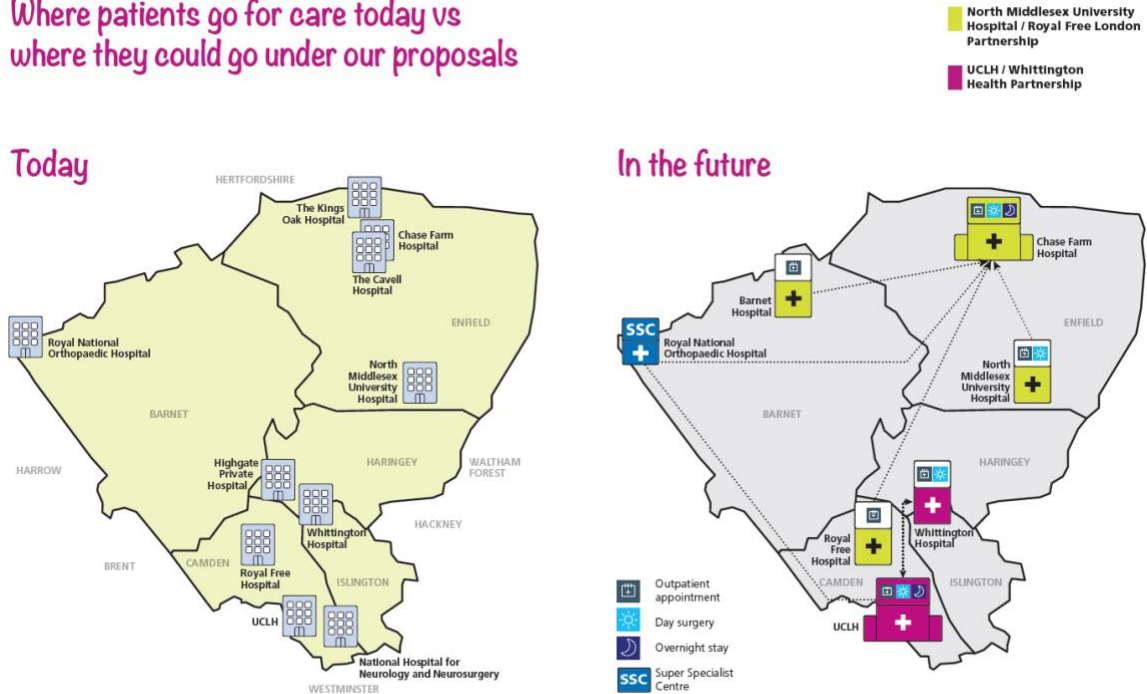 Where patients go for care today vs
where they could go under our proposals
North Middlesex University
Hospital / Royal Free London
Partnership
UCLH / Whittington
Health Partnership
Today
HERTFORDSHIRE
The Kings
Oak Hospital
Chase Farm
Hospital
The Cavell
Hospital
ENFIELD
Royal National
Orthopaedic Hospital
North
Middlesex
University
Hospital
BARNET
HARROW
Highgate
Private
Hospital
HARINGEY
WALTHAM
FOREST
HACKNEY
Whittington
Hospital
BRENT
CAMDEN
Royal Free
Hospital
ISLINGTON
UCLH
National Hospital for
Neurology and Neurosurgery
WESTMINSTER
In the future
Chase Farm
Hospital
Barnet
Hospital
ENFIELD
SSC
Royal National
Orthopaedic Hospital
North
Middlesex
University
Hospital
BARNET
HARINGEY
Whittington
Hospital
Royal
Free
Hospital
CAMDEN
ISLINGTON
UCLH
Outpatient
appointment
Day surgery
Overnight stay
SSC
Super Specialist
Centre